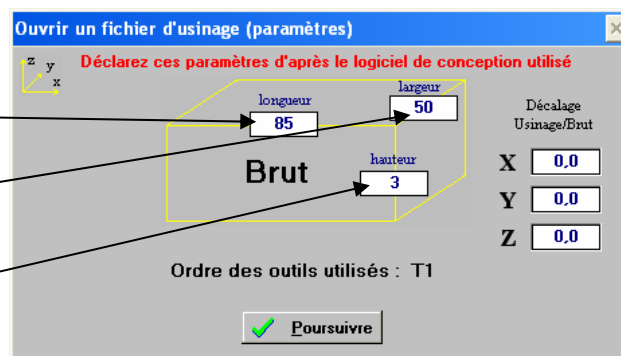 Ouvrir un fichier d'usinage (paramètres)
Déclarez ces paramètres d'après le logiciel de conception utilisé
z
y
x
longueur
85
largeur
50
hauteur
3
Brut
Décalage
Usinage/Brut
X 0,0
Y 0,0
Z 0,0
Ordre des outils utilisés : T1
Poursuivre